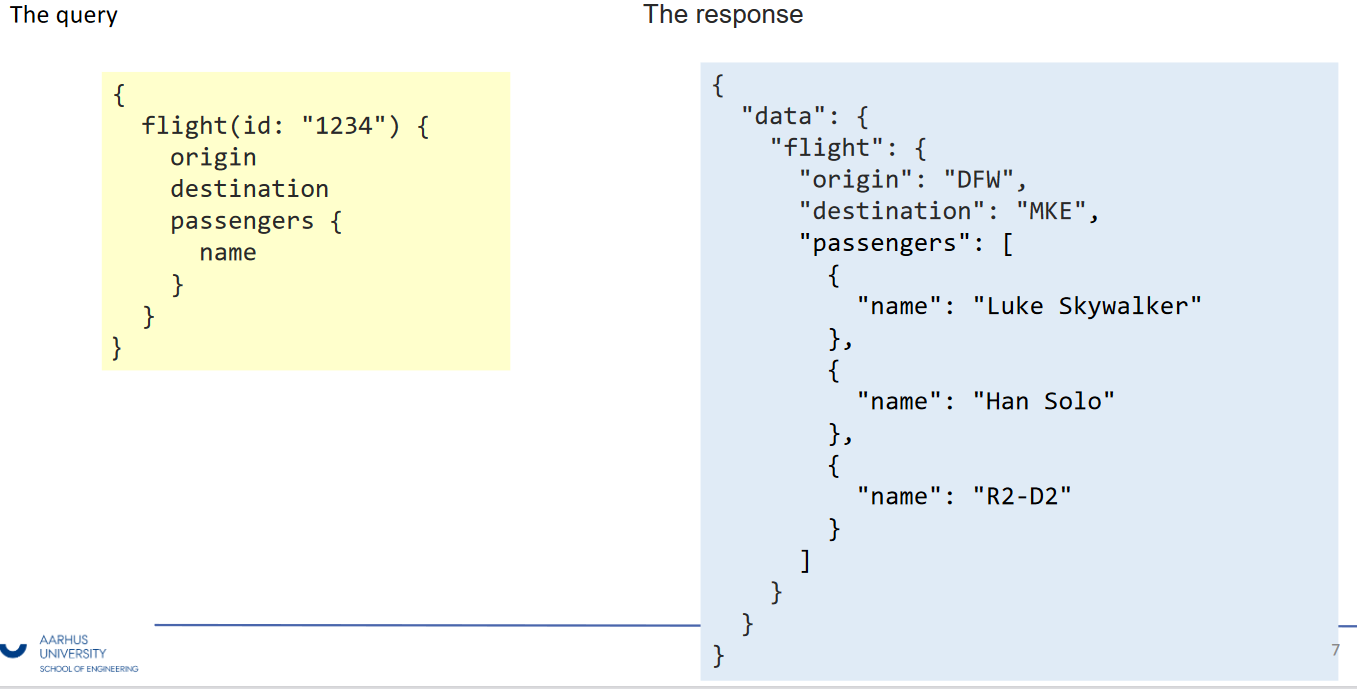 The query
{
  flight(id: "1234") {
    origin
    destination
    passengers {
      name
    }
  }
}
The response
{
  "data": {
    "flight": {
      "origin": "DFW",
      "destination": "MKE",
      "passengers": [
        {
          "name": "Luke Skywalker"
        },
        {
          "name": "Han Solo"
        },
        {
          "name": "R2-D2"
        }
      ]
    }
  }
}
AARHUS
UNIVERSITY
SCHOOL OF ENGINEERING
7